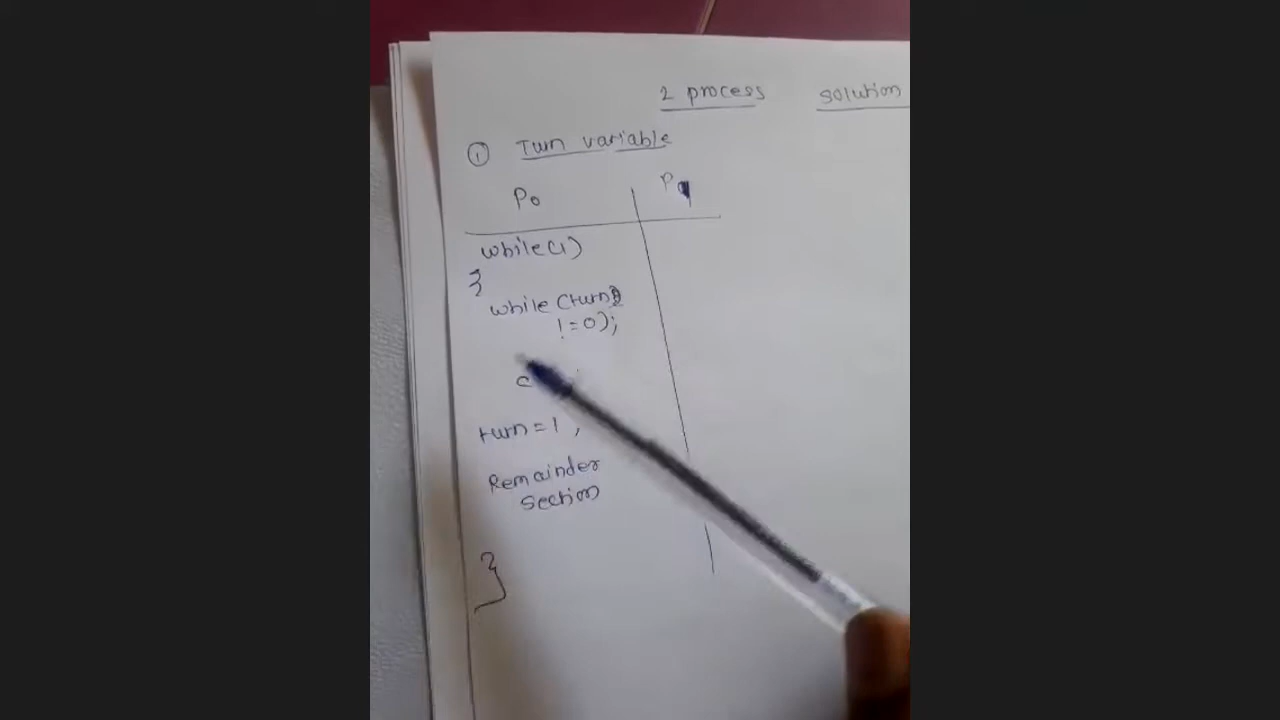 2 process solution
① Turn variable
P0 P1
while(1)
{
while (turn
!=0);
c
turn=1;
Remainder
Section
}